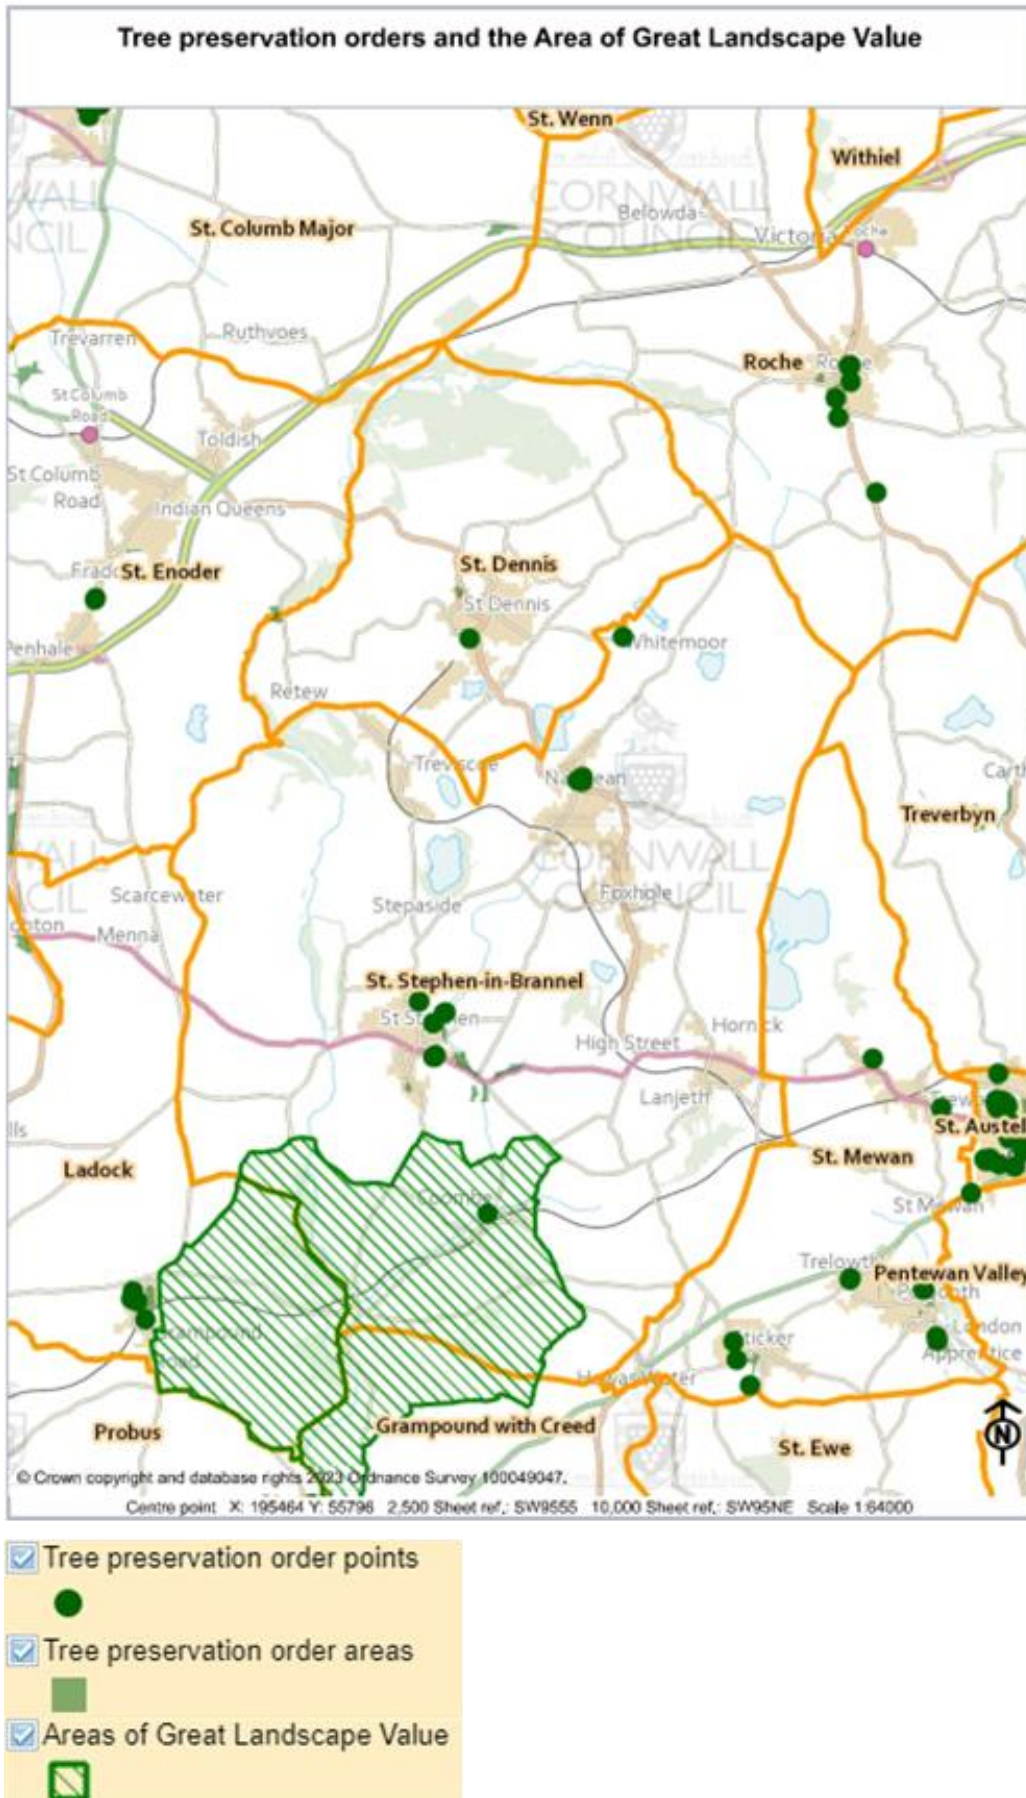 Tree preservation orders and the Area of Great Landscape Value
St. Wenn
Withiel
CORNWALL
COUNCIL
St. Columb Major
Belowda
Victoria
Trevarren
Ruthvoes
Roche
St Columb
Road
Toldish
St Columb
Road
Indian Queens
St. Enoder
St. Dennis
St Dennis
Penhale
Whitemoor
Retew
Treviscoe
Treverbyn
CORNWALL
COUNCIL
Scarcewater
Stepaside
Foxhole
Menna
St. Stephen-in-Brannel
High Street
Hornick
Lanjeth
Ladock
St. Mewan
St. Austel
St Mewan
Coombe
Trelowth
Pentewan Valley
Grampound
Road
Sticker
London
Apprentice
Hewas Water
Probus
Grampound with Creed
St. Ewe
N
© Crown copyright and database rights 2023 Ordnance Survey 100049047.
Centre point X: 195464 Y: 55796 2,500 Sheet ref.: SW9555 10,000 Sheet ref.: SW95NE Scale 1:64000
Tree preservation order points
Tree preservation order areas
Areas of Great Landscape Value